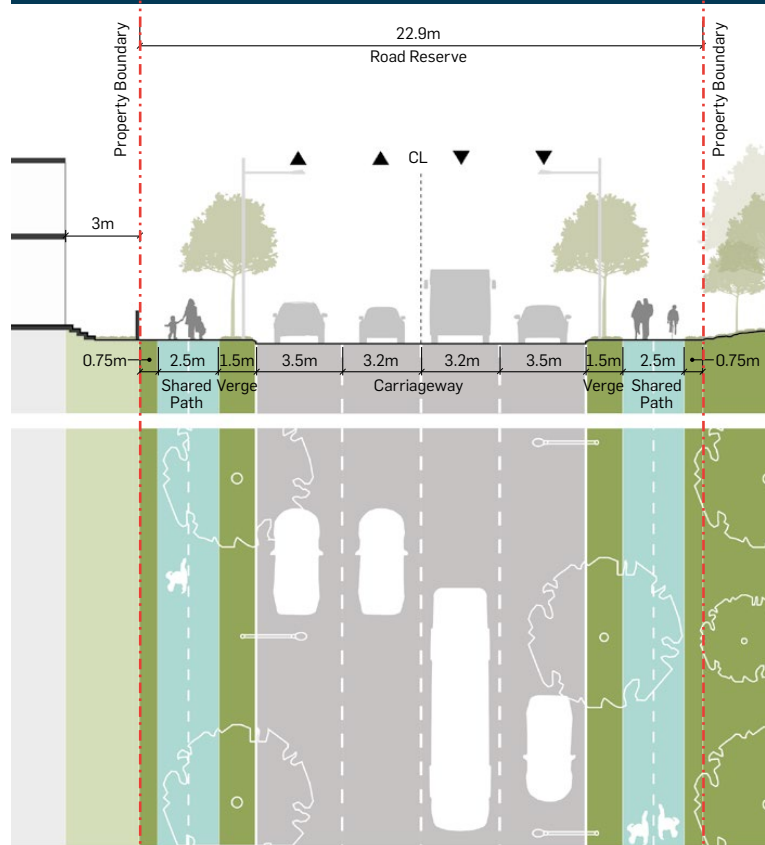 22.9m
Road Reserve
Property Boundary
Property Boundary
CL
3m
0.75m
2.5m
1.5m
3.5m
3.2m
3.2m
3.5m
1.5m
2.5m
0.75m
Shared
Path
Verge
Carriageway
Verge
Shared
Path